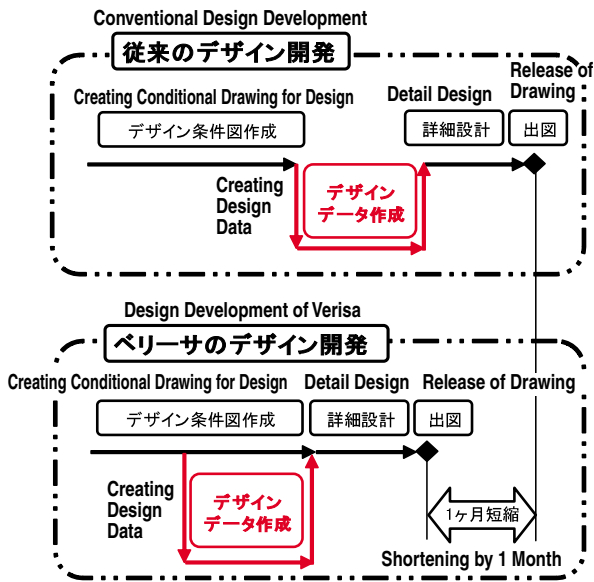 Conventional Design Development
従来のデザイン開発
Release of
Drawing
Creating Conditional Drawing for Design
Detail Design
デザイン条件図作成
詳細設計
出図
Creating
Design
Data
デザイン
データ作成
Design Development of Verisa
ベリーサのデザイン開発
Creating Conditional Drawing for Design
Detail Design
Release of Drawing
デザイン条件図作成
詳細設計
出図
Creating
Design
Data
デザイン
データ作成
1ヶ月短縮
Shortening by 1 Month